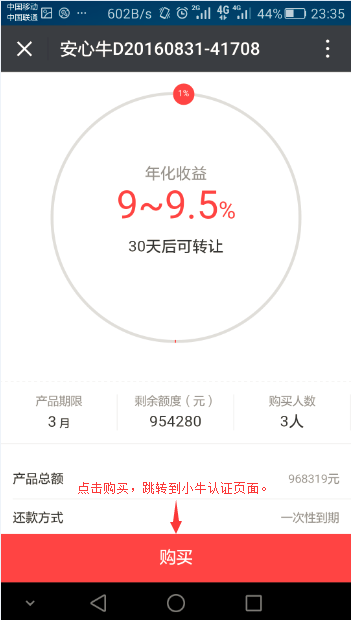 中国移动
中国联通
602B/s 2G 4G 4G 44% 23:35
安心牛D20160831-41708
1%
年化收益
9~9.5%
30天后可转让
产品期限 剩余额度（元） 购买人数
3 月 954280 3人
产品总额 968319元
点击购买，跳转到小牛认证页面。
还款方式 一次性到期
购买